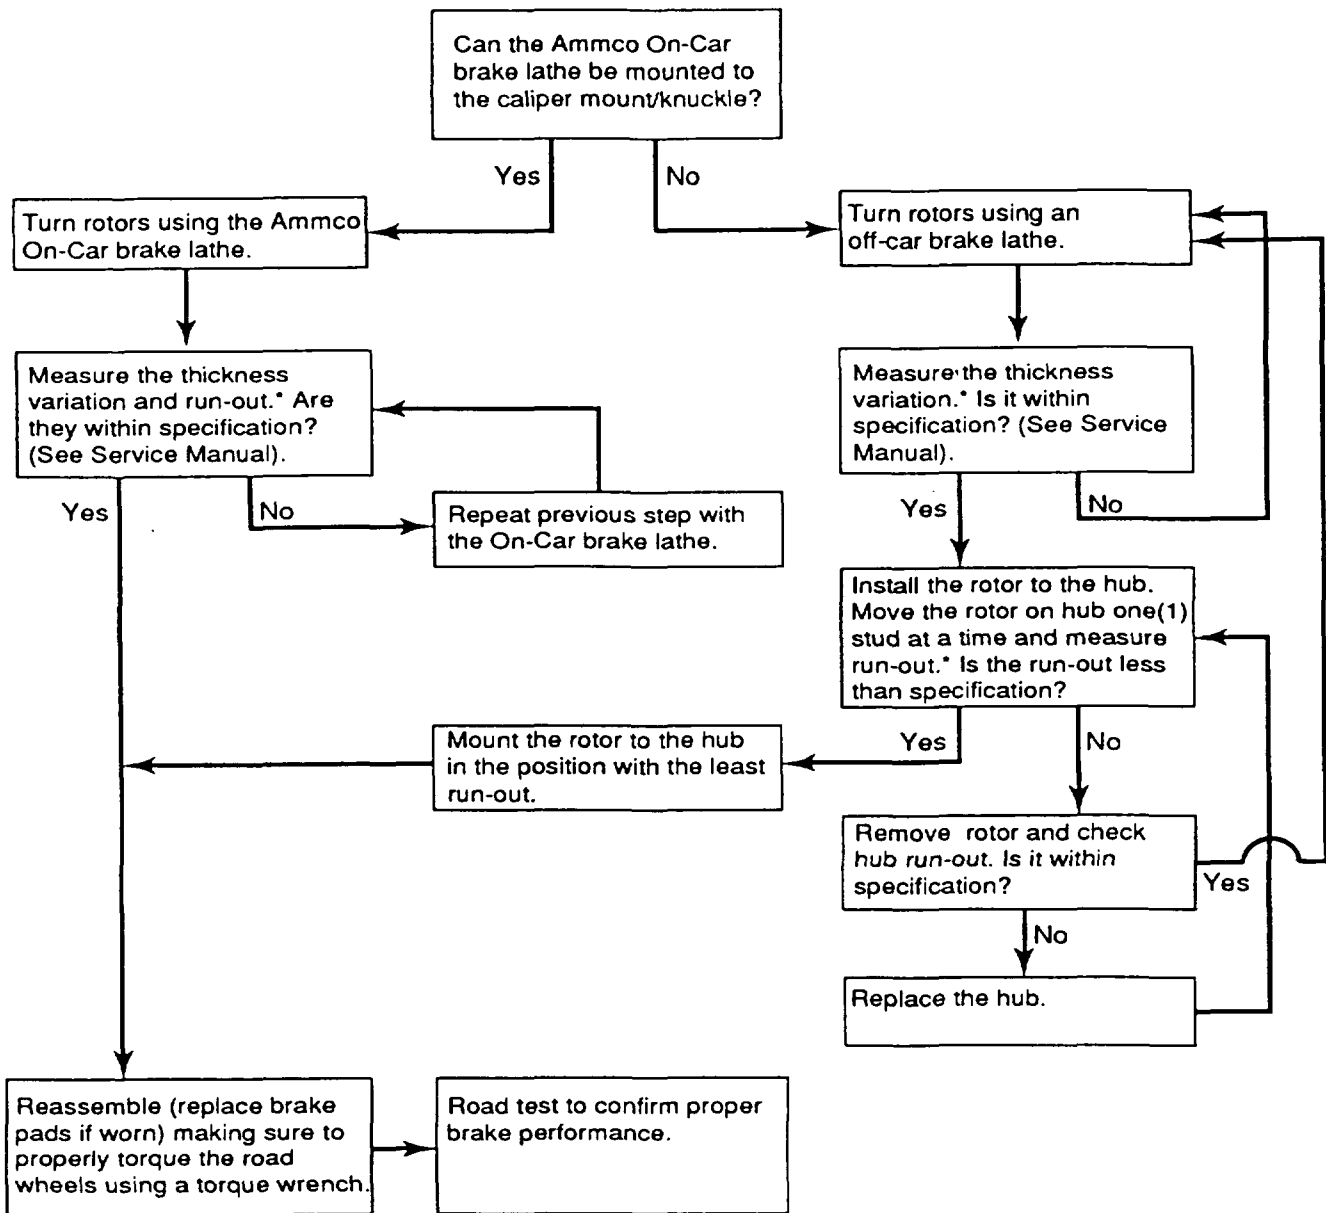 Can the Ammco On-Car
brake lathe be mounted to
the caliper mount/knuckle?
Yes
No
Turn rotors using the Ammco
On-Car brake lathe.
Turn rotors using an
off-car brake lathe.
Measure the thickness
variation and run-out.* Are
they within specification?
(See Service Manual).
Measure the thickness
variation.* Is it within
specification? (See Service
Manual).
Yes
No
Repeat previous step with
the On-Car brake lathe.
Yes
No
Install the rotor to the hub.
Move the rotor on hub one(1)
stud at a time and measure
run-out.* Is the run-out less
than specification?
Mount the rotor to the hub
in the position with the least
run-out.
Yes
No
Remove rotor and check
hub run-out. Is it within
specification?
Yes
No
Replace the hub.
Reassemble (replace brake
pads if worn) making sure to
properly torque the road
wheels using a torque wrench.
Road test to confirm proper
brake performance.